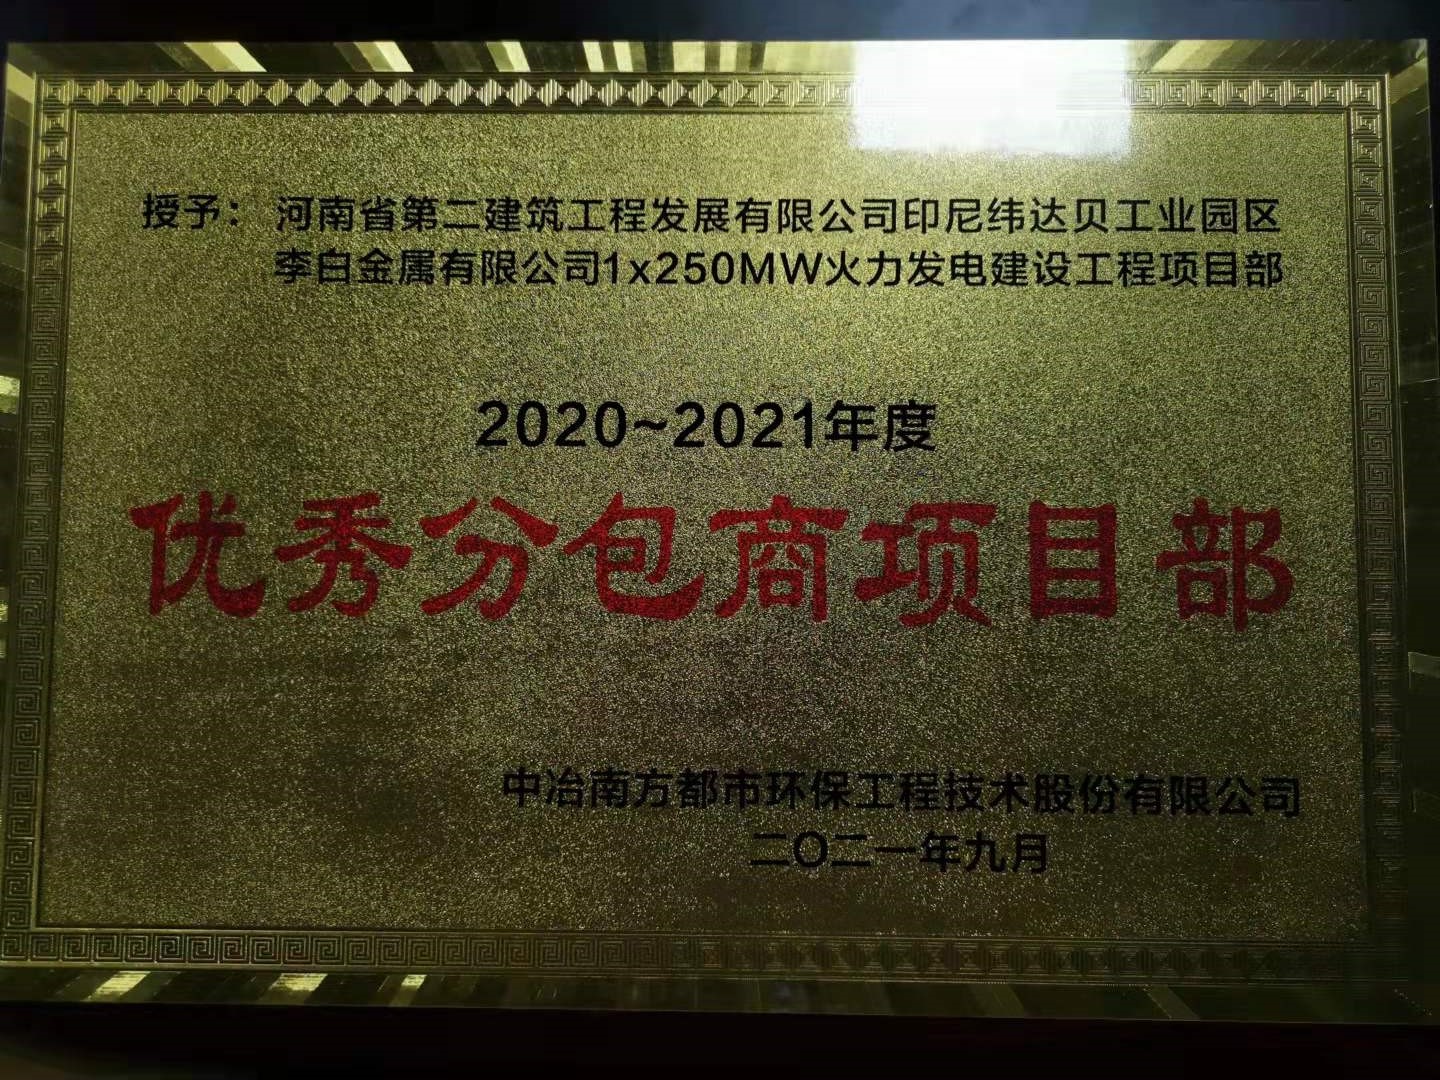 授予：河南省第二建筑工程发展有限公司印尼纬达贝工业园区
李白金属有限公司1x250MW火力发电建设工程项目部
2020~2021年度
优秀分包商项目部
中冶南方都市环保工程技术股份有限公司
二〇二一年九月